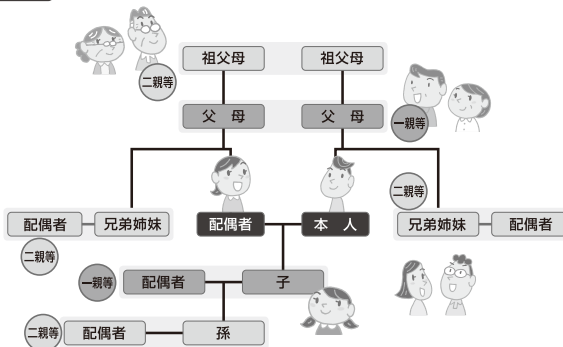 祖父母 祖父母
二親等
父 母 父 母
一親等
二親等
配偶者 兄弟姉妹 配偶者 本 人 兄弟姉妹 配偶者
二親等
一親等 配偶者 子
二親等 配偶者 孫